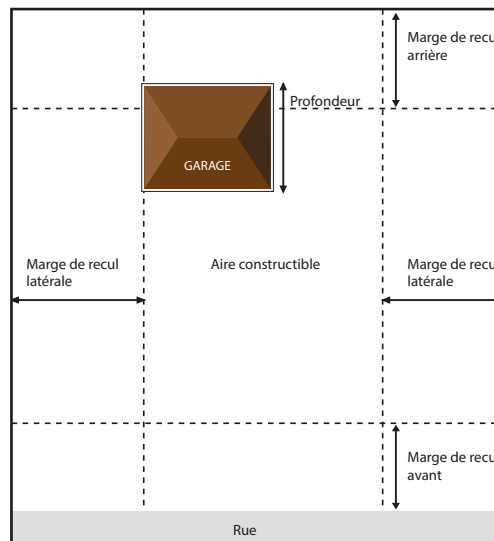 Marge de recu
arrière
Profondeur
GARAGE
Marge de recul
latérale
Aire constructible
Marge de recu
latérale
Marge de recu
avant
Rue